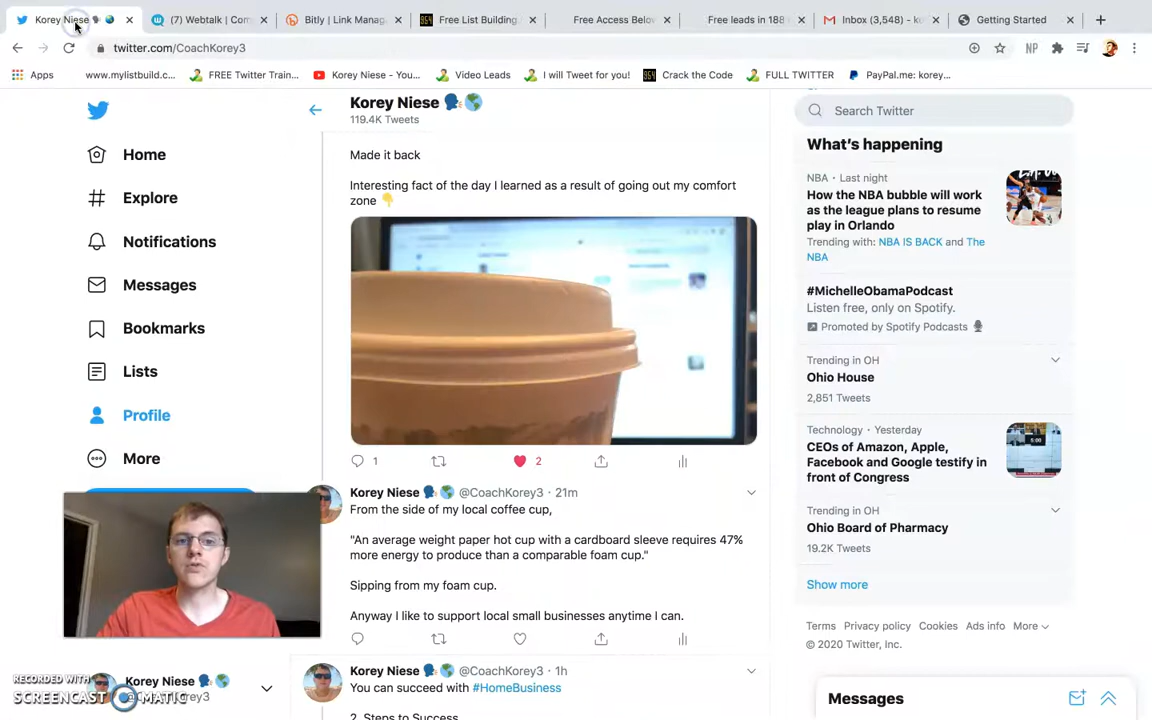 Korey Niese
(7) Webtalk | Com
Bitly | Link Manag
964
Free List Building
Free Access Below
Free leads in 188
Inbox (3,548) - k
Getting Started
twitter.com/CoachKorey3
NP
Apps
www.mylistbuild.c...
FREE Twitter Train...
Korey Niese - You...
Video Leads
I will Tweet for you!
964
Crack the Code
FULL TWITTER
PayPal.me: korey...
Korey Niese
119.4K Tweets
Search Twitter
Home
Explore
Notifications
Messages
Bookmarks
Lists
Profile
More
Made it back
Interesting fact of the day I learned as a result of going out my comfort
zone
1
2
Korey Niese @CoachKorey3 · 21m
From the side of my local coffee cup,
"An average weight paper hot cup with a cardboard sleeve requires 47%
more energy to produce than a comparable foam cup."
Sipping from my foam cup.
Anyway I like to support local small businesses anytime I can.
Korey Niese @CoachKorey3 · 1h
You can succeed with #HomeBusiness
2. Steps to Success
What's happening
NBA · Last night
How the NBA bubble will work
as the league plans to resume
play in Orlando
Trending with: NBA IS BACK and The
NBA
#MichelleObamaPodcast
Listen free, only on Spotify.
Promoted by Spotify Podcasts
Trending in OH
Ohio House
2,851 Tweets
Technology · Yesterday
CEOs of Amazon, Apple,
Facebook and Google testify in
front of Congress
Trending in OH
Ohio Board of Pharmacy
19.2K Tweets
Show more
Terms Privacy policy Cookies Ads info More
© 2020 Twitter, Inc.
Messages
Korey Niese
RECORDED WITH
SCREENCAST MATIC